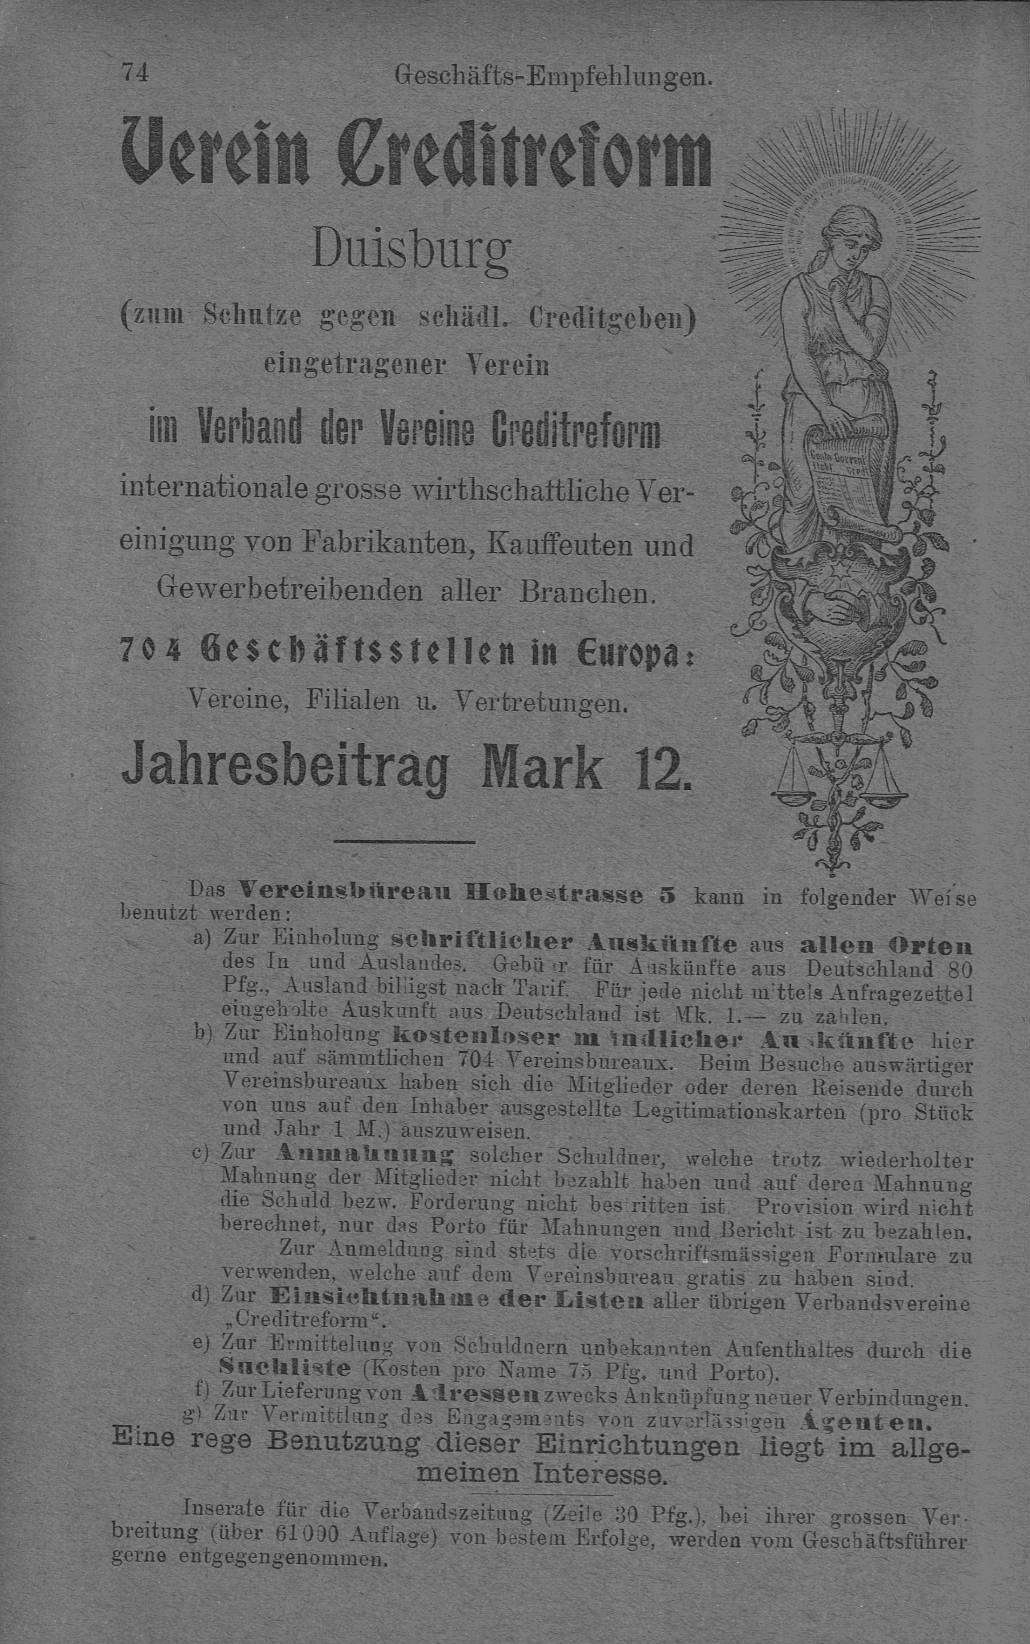 74
Geschäfts-Empfehlungen.
Verein Creditreform
Duisburg
(zum Schutze gegen schädl. Creditgeben)
eingetragener Verein
im Verband der Vereine Creditreform
internationale grosse wirthschattliche Ver-
einigung von Fabrikanten, Kauffeuten und
Gewerbetreibenden aller Branchen.
704 Geschäftsstellen in Europa:
Vereine, Filialen u. Vertretungen.
Jahresbeitrag Mark 12.
Conto Corrent
Debit Credit
Das Vereinsbüreau Hohestrasse 5 kann in folgender Weise
benutzt werden:
a) Zur Einholung schriftlicher Auskünfte aus allen Orten
des In und Auslandes. Gebühr für Auskünfte aus Deutschland 80
Pfg., Ausland billigst nach Tarif. Für jede nicht mittels Anfragezettel
eingeholte Auskunft aus Deutschland ist Mk. 1.— zu zahlen.
b) Zur Einholung kostenloser mündlicher Auskünfte hier
und auf sämmtlichen 704 Vereinsbureaux. Beim Besuche auswärtiger
Vereinsbureaux haben sich die Mitglieder oder deren Reisende durch
von uns auf den Inhaber ausgestellte Legitimationskarten (pro Stück
und Jahr 1 M.) auszuweisen.
c) Zur Anmahnung solcher Schuldner, welche trotz wiederholter
Mahnung der Mitglieder nicht bezahlt haben und auf deren Mahnung
die Schuld bezw. Forderung nicht bestritten ist. Provision wird nicht
berechnet, nur das Porto für Mahnungen und Bericht ist zu bezahlen.
Zur Anmeldung sind stets die vorschriftsmässigen Formulare zu
verwenden, welche auf dem Vereinsbureau gratis zu haben sind.
d) Zur Einsichtnahme der Listen aller übrigen Verbandsvereine
„Creditreform“.
e) Zur Ermittelung von Schuldnern unbekannten Aufenthaltes durch die
Suchliste (Kosten pro Name 75 Pfg. und Porto).
f) Zur Lieferung von Adressen zwecks Anknüpfung neuer Verbindungen.
g) Zur Vermittlung des Engagements von zuverlässigen Agenten.
Eine rege Benutzung dieser Einrichtungen liegt im allge-
meinen Interesse.
Inserate für die Verbandszeitung (Zeile 30 Pfg.), bei ihrer grossen Ver-
breitung (über 61000 Auflage) von bestem Erfolge, werden vom Geschäftsführer
gerne entgegengenommen.